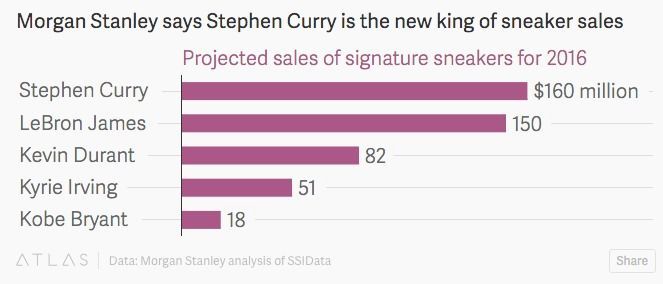 Morgan Stanley says Stephen Curry is the new king of sneaker sales
Projected sales of signature sneakers for 2016
Stephen Curry $160 million
LeBron James 150
Kevin Durant 82
Kyrie Irving 51
Kobe Bryant 18
ATLAS Data: Morgan Stanley analysis of SSIData Share